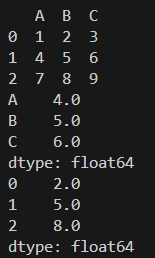 A  B  C
0  1  2  3
1  4  5  6
2  7  8  9
A    4.0
B    5.0
C    6.0
dtype: float64
0    2.0
1    5.0
2    8.0
dtype: float64